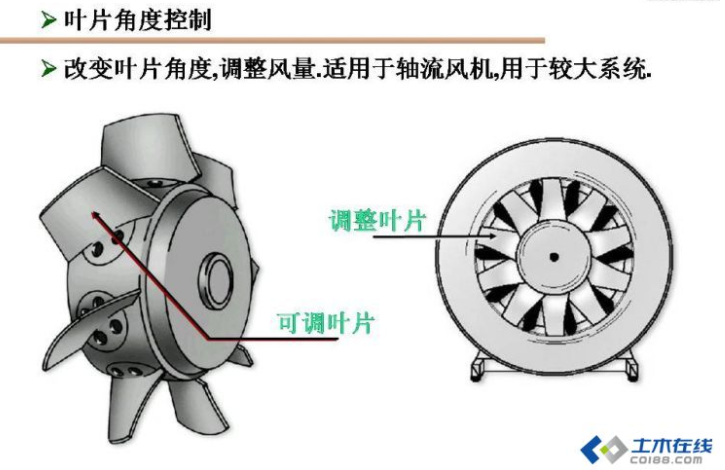 叶片角度控制
改变叶片角度,调整风量.适用于轴流风机,用于较大系统.
调整叶片
可调叶片
土木在线
COI88.COM